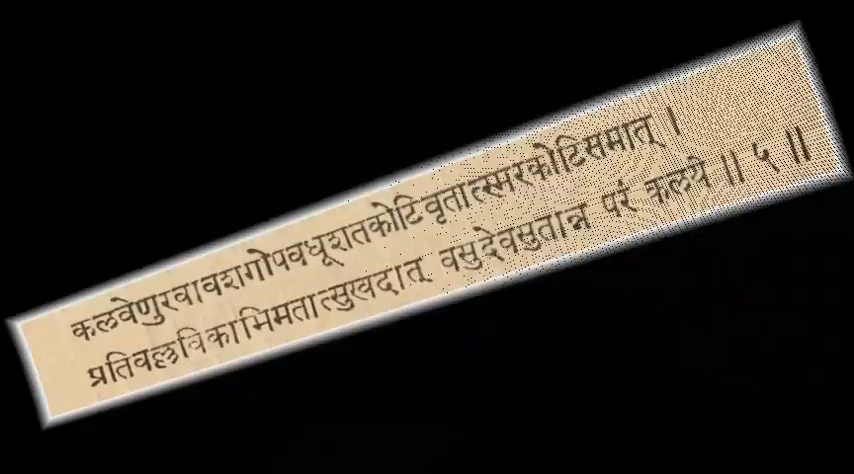 कलवेणुरवावशगोपवधूशतकोटिवृतात्स्मरकोटिसमात् ।
प्रतिवल्लविकाभिमतात्सुखदात् वसुदेवसुतान्न परं कलये ॥ ५ ॥